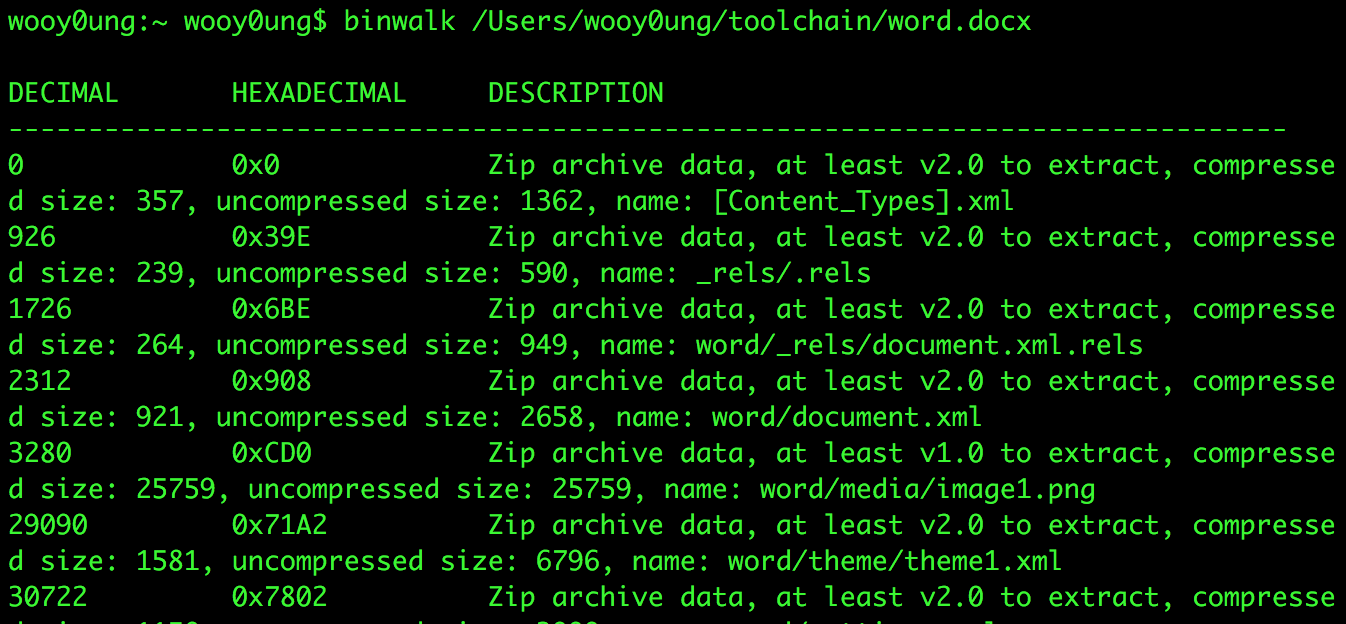 wooy0ung:~ wooy0ung$ binwalk /Users/wooy0ung/toolchain/word.docx
DECIMAL       HEXADECIMAL     DESCRIPTION
--------------------------------------------------------------------------------
0             0x0             Zip archive data, at least v2.0 to extract, compresse
d size: 357, uncompressed size: 1362, name: [Content_Types].xml
926           0x39E           Zip archive data, at least v2.0 to extract, compresse
d size: 239, uncompressed size: 590, name: _rels/.rels
1726          0x6BE           Zip archive data, at least v2.0 to extract, compresse
d size: 264, uncompressed size: 949, name: word/_rels/document.xml.rels
2312          0x908           Zip archive data, at least v2.0 to extract, compresse
d size: 921, uncompressed size: 2658, name: word/document.xml
3280          0xCD0           Zip archive data, at least v1.0 to extract, compresse
d size: 25759, uncompressed size: 25759, name: word/media/image1.png
29090         0x71A2          Zip archive data, at least v2.0 to extract, compresse
d size: 1581, uncompressed size: 6796, name: word/theme/theme1.xml
30722         0x7802          Zip archive data, at least v2.0 to extract, compresse